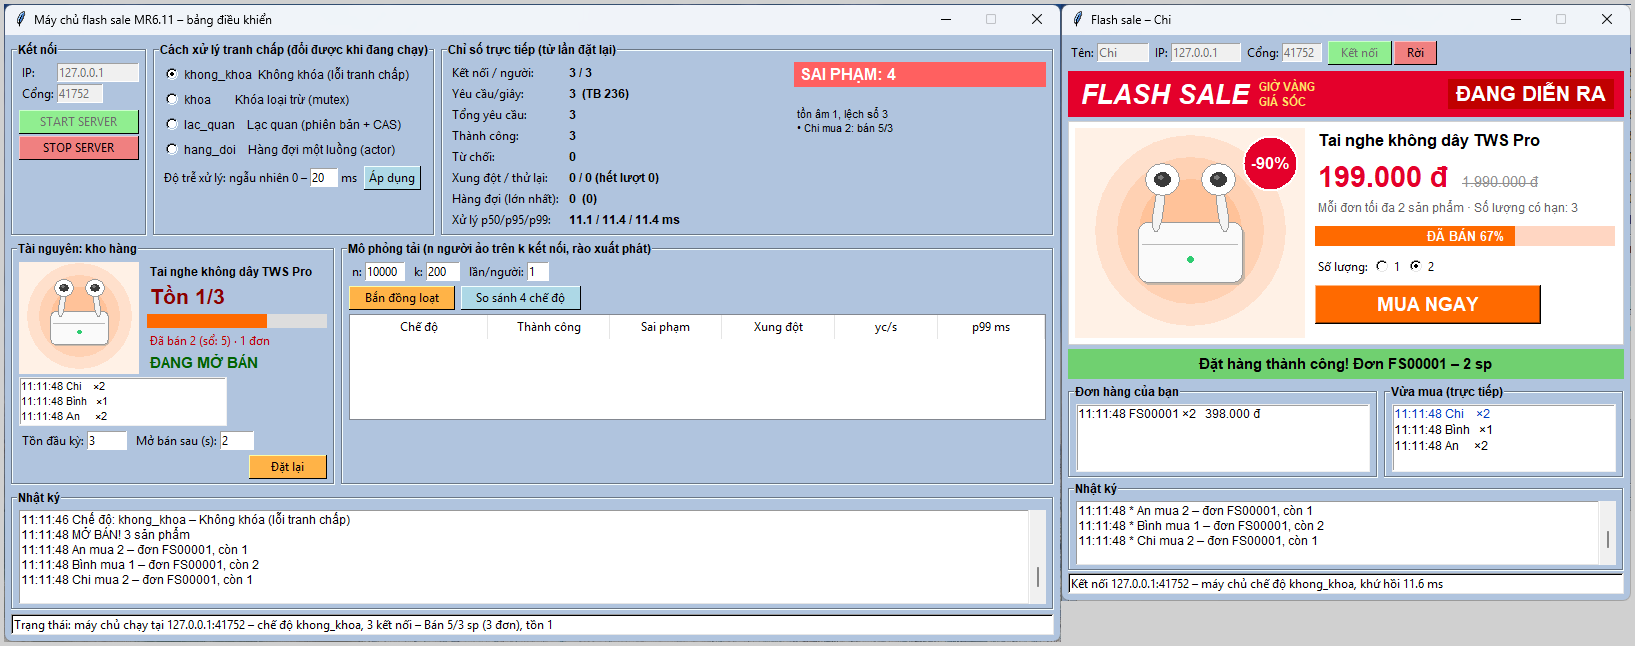 Máy chủ flash sale MR6.11 – bảng điều khiển
Kết nối
IP: 127.0.0.1
Cổng: 41752
START SERVER
STOP SERVER
Cách xử lý tranh chấp (đổi được khi đang chạy)
khong_khoa Không khóa (lỗi tranh chấp)
khoa Khóa loại trừ (mutex)
lac_quan Lạc quan (phiên bản + CAS)
hang_doi Hàng đợi một luồng (actor)
Độ trễ xử lý: ngẫu nhiên 0 – 20 ms Áp dụng
Chỉ số trực tiếp (từ lần đặt lại)
Kết nối / người: 3 / 3
Yêu cầu/giây: 3 (TB 236)
Tổng yêu cầu: 3
Thành công: 3
Từ chối: 0
Xung đột / thử lại: 0 / 0 (hết lượt 0)
Hàng đợi (lớn nhất): 0 (0)
Xử lý p50/p95/p99: 11.1 / 11.4 / 11.4 ms
SAI PHẠM: 4
tồn âm 1, lệch sổ 3
• Chi mua 2: bán 5/3
Tài nguyên: kho hàng
Tai nghe không dây TWS Pro
Tồn 1/3
Đã bán 2 (sổ: 5) · 1 đơn
ĐANG MỞ BÁN
11:11:48 Chi ×2
11:11:48 Bình ×1
11:11:48 An ×2
Tồn đầu kỳ: 3 Mở bán sau (s): 2
Đặt lại
Mô phỏng tải (n người ảo trên k kết nối, rào xuất phát)
n: 10000 k: 200 lần/người: 1
Bắn đồng loạt So sánh 4 chế độ
Chế độ Thành công Sai phạm Xung đột yc/s p99 ms
Nhật ký
11:11:46 Chế độ: khong_khoa – Không khóa (lỗi tranh chấp)
11:11:48 MỞ BÁN! 3 sản phẩm
11:11:48 An mua 2 – đơn FS00001, còn 1
11:11:48 Bình mua 1 – đơn FS00001, còn 2
11:11:48 Chi mua 2 – đơn FS00001, còn 1
Trạng thái: máy chủ chạy tại 127.0.0.1:41752 – chế độ khong_khoa, 3 kết nối – Bán 5/3 sp (3 đơn), tồn 1
Flash sale – Chi
Tên: Chi IP: 127.0.0.1 Cổng: 41752 Kết nối Rời
FLASH SALE GIỜ VÀNG
GIÁ SỐC
ĐANG DIỄN RA
-90%
Tai nghe không dây TWS Pro
199.000 đ 1.990.000 đ
Mỗi đơn tối đa 2 sản phẩm · Số lượng có hạn: 3
ĐÃ BÁN 67%
Số lượng: 1 2
MUA NGAY
Đặt hàng thành công! Đơn FS00001 – 2 sp
Đơn hàng của bạn
11:11:48 FS00001 ×2 398.000 đ
Vừa mua (trực tiếp)
11:11:48 Chi ×2
11:11:48 Bình ×1
11:11:48 An ×2
Nhật ký
11:11:48 * An mua 2 – đơn FS00001, còn 1
11:11:48 * Bình mua 1 – đơn FS00001, còn 2
11:11:48 * Chi mua 2 – đơn FS00001, còn 1
Kết nối 127.0.0.1:41752 – máy chủ chế độ khong_khoa, khứ hồi 11.6 ms